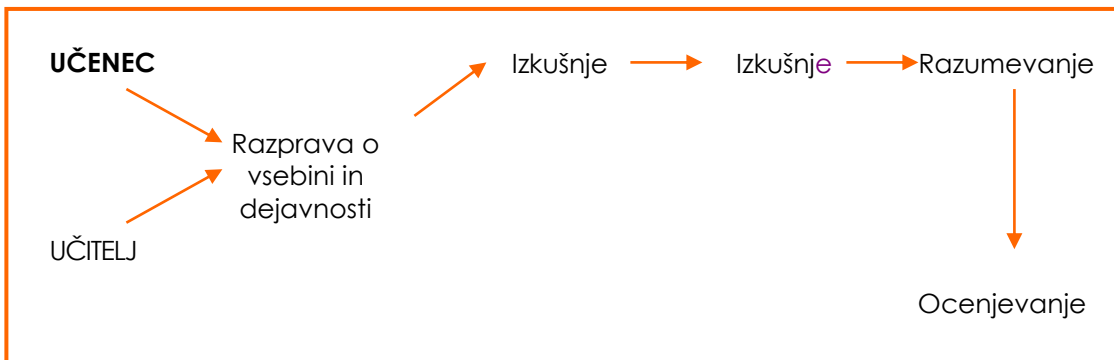 UČENEC
Izkušnje
Izkušnje
Razumevanje
Razprava o
vsebini in
dejavnosti
UČITELJ
Ocenjevanje